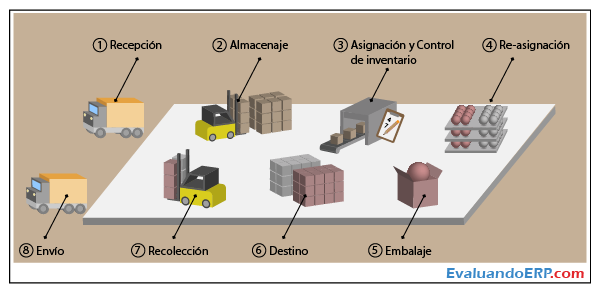 ① Recepción
② Almacenaje
③ Asignación y Control
de inventario
④ Re-asignación
⑧ Envío
⑦ Recolección
⑥ Destino
⑤ Embalaje
EvaluandoERP.com